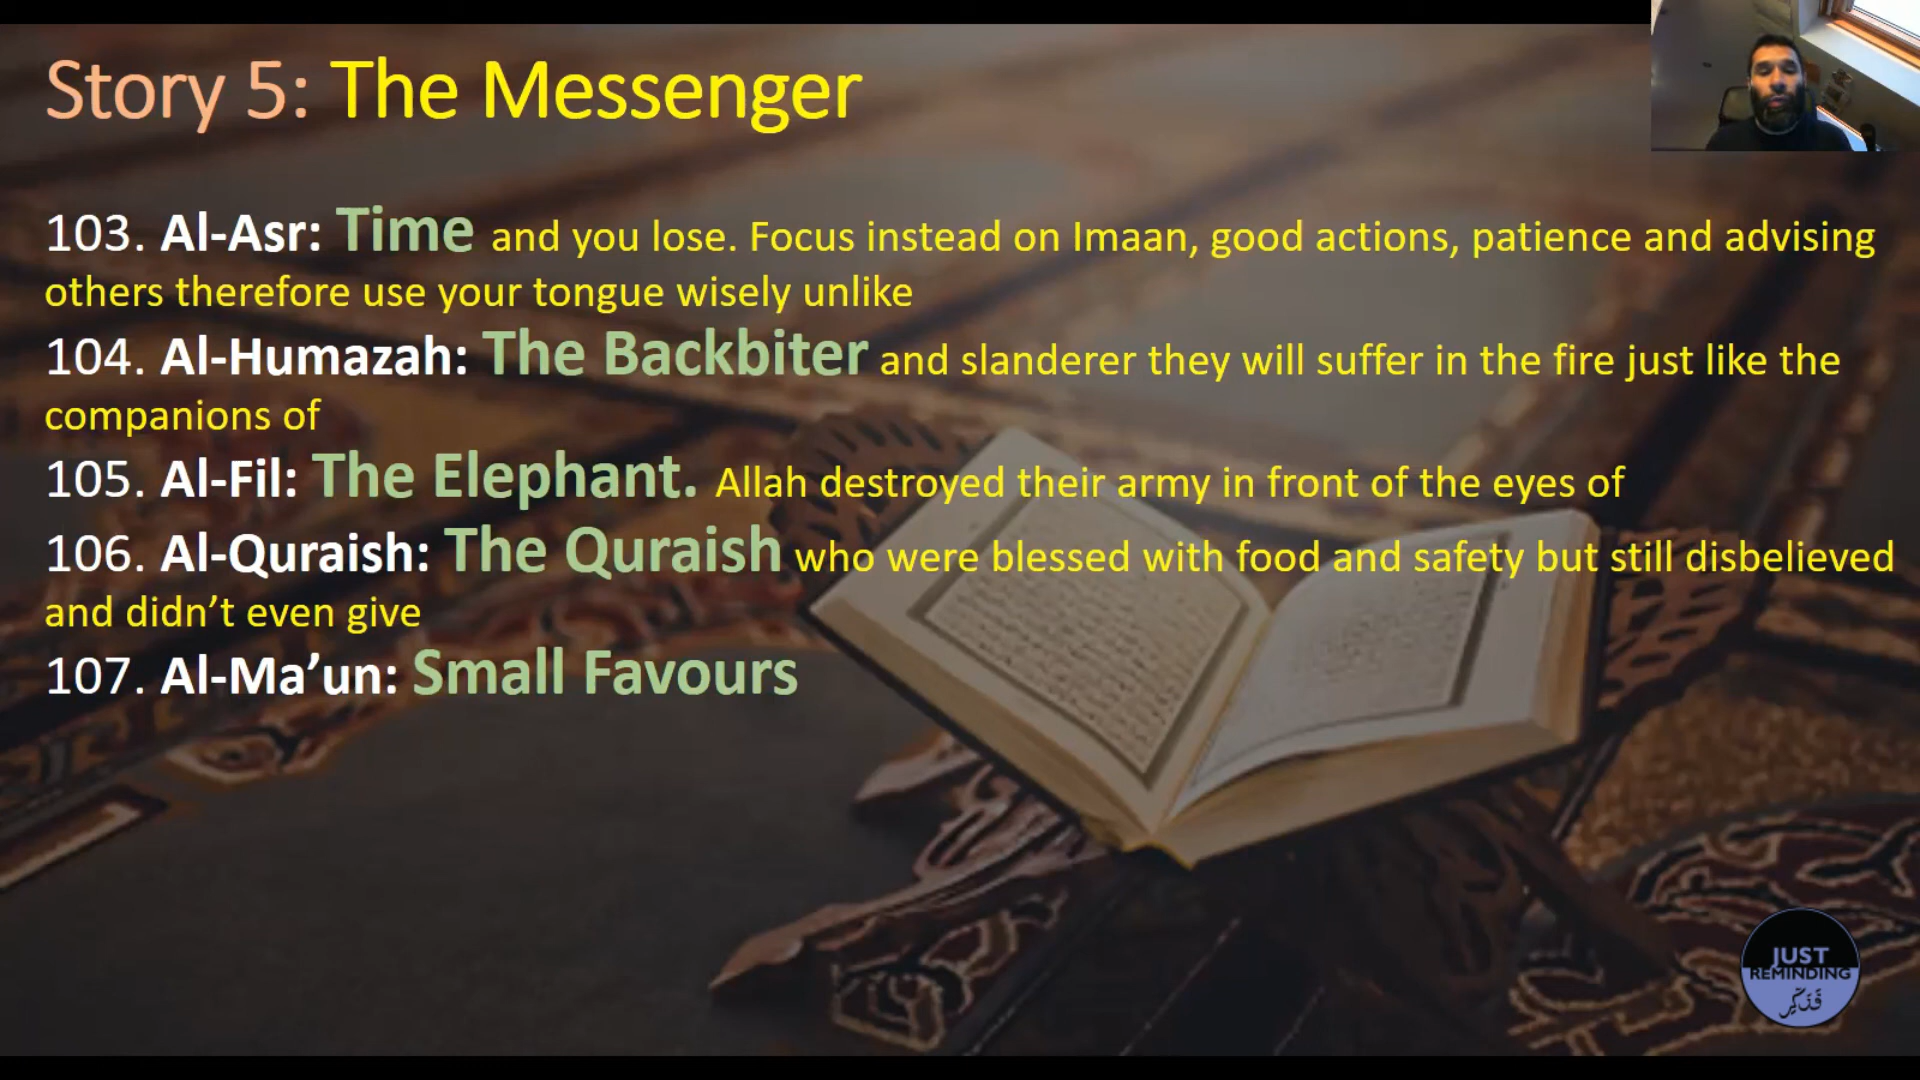 Story 5: The Messenger
103. Al-Asr: Time and you lose. Focus instead on Imaan, good actions, patience and advising
others therefore use your tongue wisely unlike
104. Al-Humazah: The Backbiter and slanderer they will suffer in the fire just like the
companions of
105. Al-Fil: The Elephant. Allah destroyed their army in front of the eyes of
106. Al-Quraish: The Quraish who were blessed with food and safety but still disbelieved
and didn’t even give
107. Al-Ma’un: Small Favours
JUST
REMINDING
فَذَكِّر